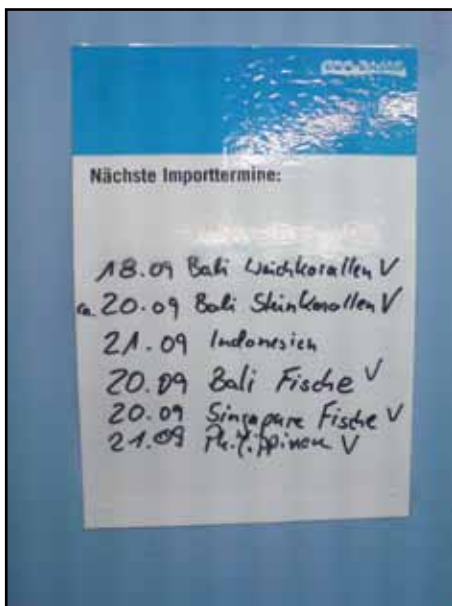 Nächste Importtermine:
18.09 Bali Weichkorallen V
ca. 20.09 Bali Steinkorallen V
21.09 Indonesien
20.09 Bali Fische V
20.09 Singapure Fische V
21.09 Philippinen V